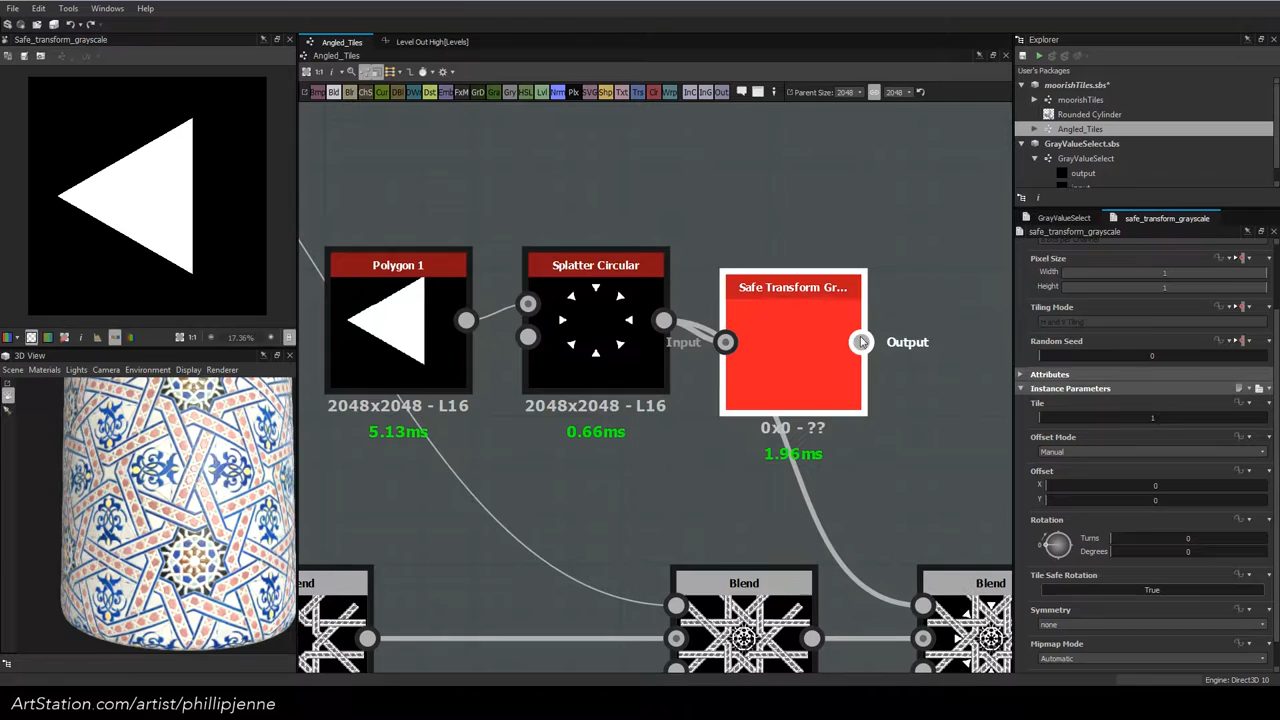 File Edit Tools Windows Help
Safe_transform_grayscale
Angled_Tiles
Level Out High[Levels]
Angled_Tiles
Parent Size: 2048
2048
Explorer
User's Packages
moorishTiles.sbs*
moorishTiles
Rounded Cylinder
Angled_Tiles
GrayValueSelect.sbs
GrayValueSelect
output
GrayValueSelect
safe_transform_grayscale
safe_transform_grayscale
Pixel Size
Width
1
Height
1
Tiling Mode
H and V Tiling
Random Seed
0
Attributes
Instance Parameters
Tile
1
Offset Mode
Manual
Offset
X
0
Y
0
Rotation
Turns
0
Degrees
0
Tile Safe Rotation
True
Symmetry
none
Mipmap Mode
Automatic
Engine: Direct3D 10
Polygon 1
2048x2048 - L16
5.13ms
Splatter Circular
2048x2048 - L16
0.66ms
Safe Transform Gr...
Input
Output
0x0 - ??
1.96ms
end
Blend
Blend
17.36%
3D View
Scene Materials Lights Camera Environment Display Renderer
ArtStation.com/artist/phillipjenne